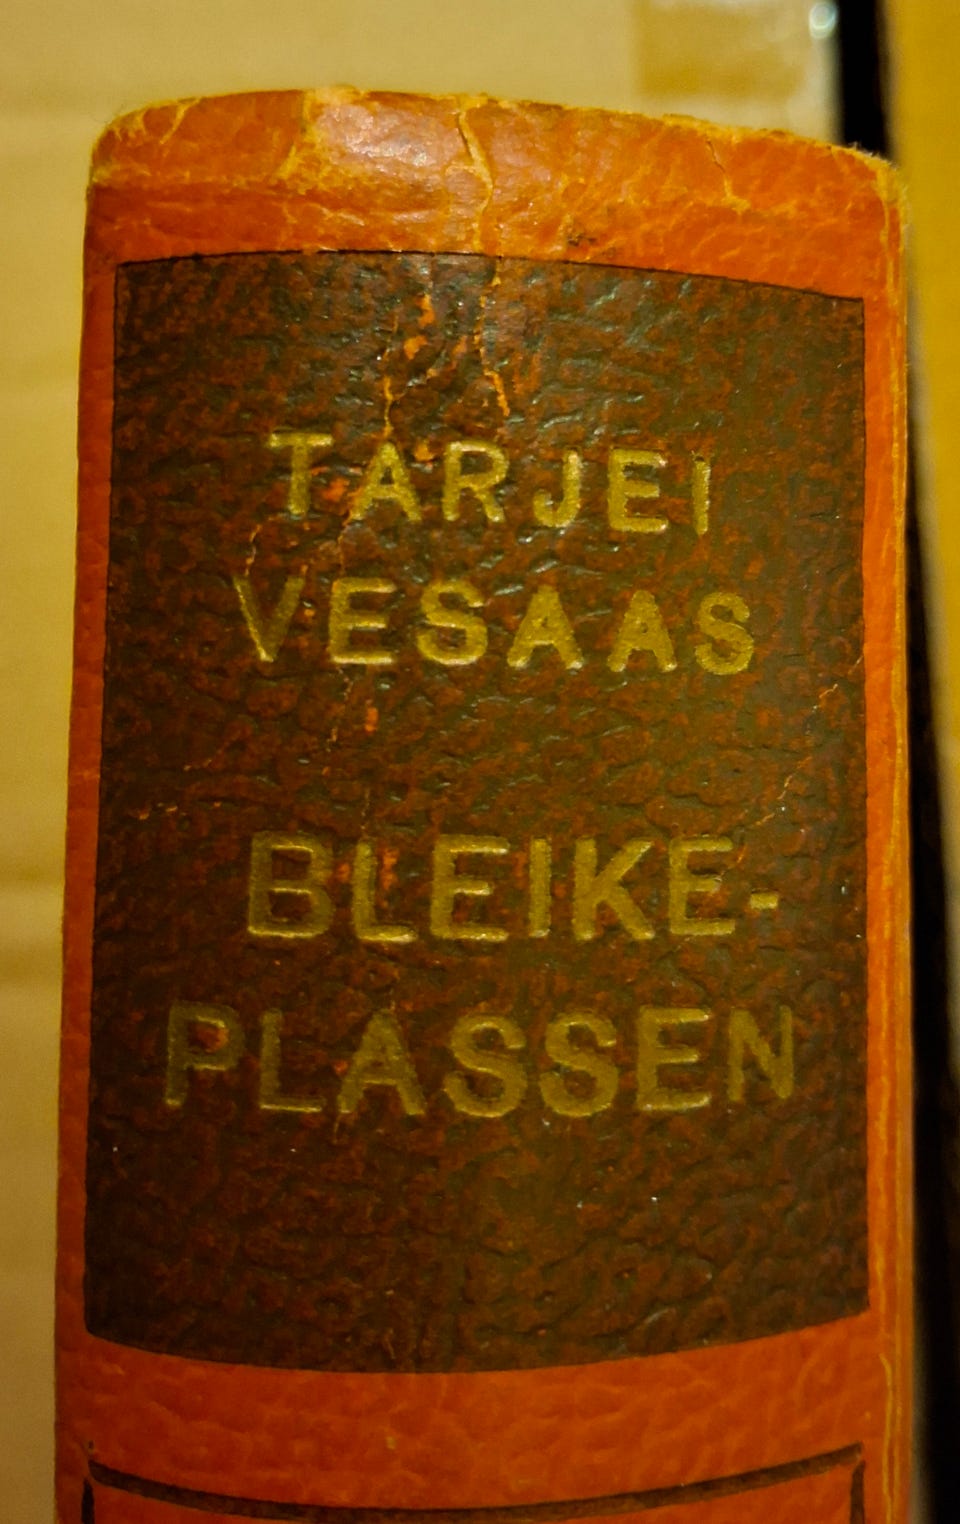 TARJEI
VESAAS
BLEIKE-
PLASSEN